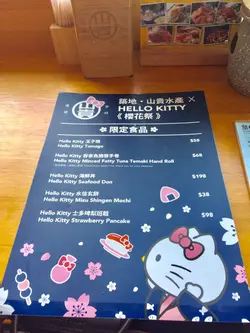 築地·山貴水產 ×
HELLO KITTY
《櫻花祭》
限定食品
Hello Kitty 玉子燒
Hello Kitty Tamago
$58
Hello Kitty 吞拿魚蓉腩手卷
Hello Kitty Minced Fatty Tuna Temaki Hand Roll
$68
Hello Kitty 海鮮丼
Hello Kitty Seafood Don
$198
Hello Kitty 水信玄餅
Hello Kitty Mizu Shingen Mochi
$38
Hello Kitty 士多啤梨班戟
Hello Kitty Strawberry Pancake
$98